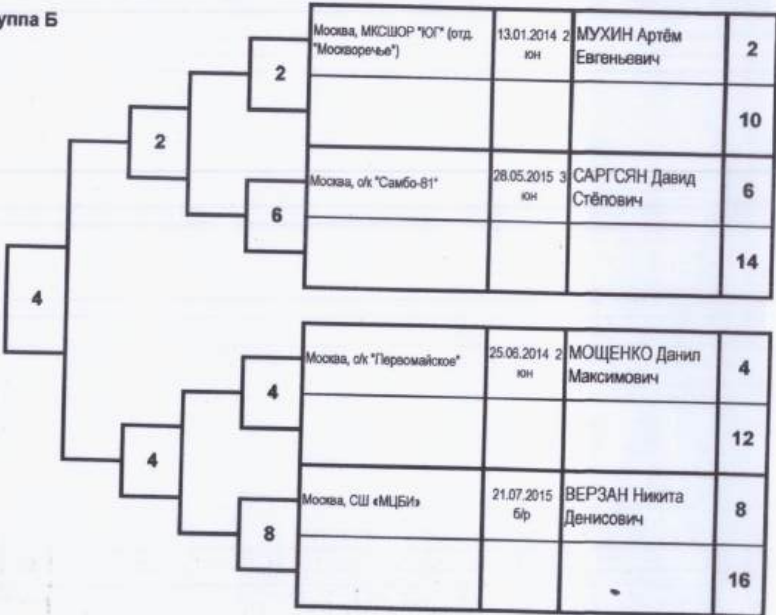 уппа Б
Москва, МКСШОР "ЮГ" (отд. "Москворечье")
13.01.2014 2 юн
МУХИН Артём Евгеньевич
2
2
10
2
Москва, о/к "Самбо-81"
28.05.2015 3 юн
САРГСЯН Давид Стёпович
6
6
14
4
Москва, о/к "Первомайское"
25.06.2014 2 юн
МОЩЕНКО Данил Максимович
4
4
12
4
Москва, СШ «МЦБИ»
21.07.2015 б/р
ВЕРЗАН Никита Денисович
8
8
16